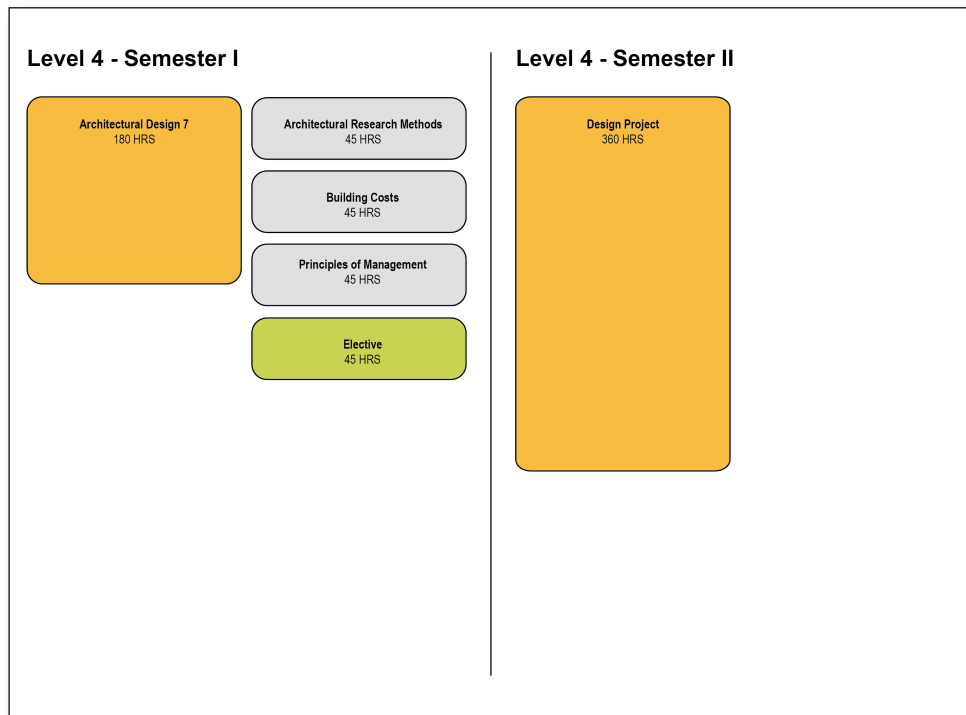 Level 4 - Semester I
Architectural Design 7
180 HRS
Architectural Research Methods
45 HRS
Building Costs
45 HRS
Principles of Management
45 HRS
Elective
45 HRS
Level 4 - Semester II
Design Project
360 HRS